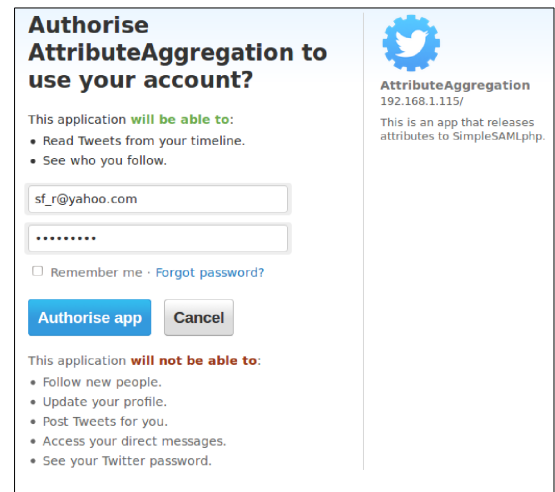 Authorise
AttributeAggregation to
use your account?
This application will be able to:
• Read Tweets from your timeline.
• See who you follow.
sf_r@yahoo.com
•••••••••
Remember me · Forgot password?
Authorise app
Cancel
This application will not be able to:
• Follow new people.
• Update your profile.
• Post Tweets for you.
• Access your direct messages.
• See your Twitter password.
AttributeAggregation
192.168.1.115/
This is an app that releases
attributes to SimpleSAMLphp.